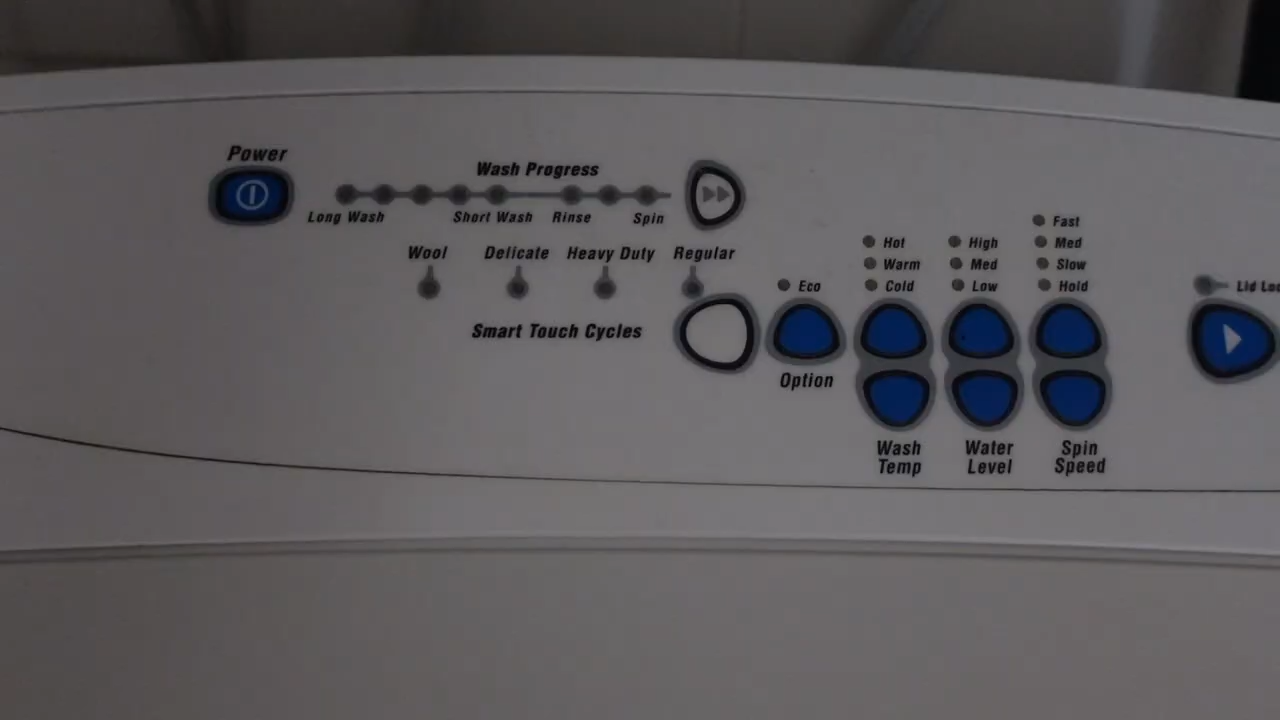 Power
Wash Progress
Long Wash
Short Wash
Rinse
Spin
Wool
Delicate
Heavy Duty
Regular
Smart Touch Cycles
Eco
Option
Hot
Warm
Cold
Wash
Temp
High
Med
Low
Water
Level
Fast
Med
Slow
Hold
Spin
Speed
Lid